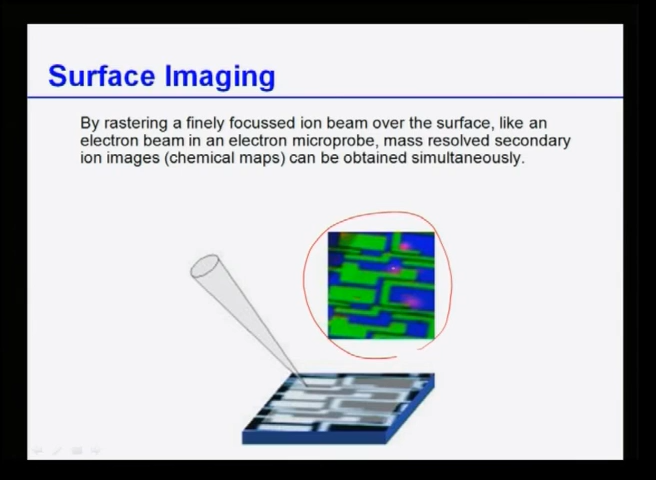 Surface Imaging
By rastering a finely focussed ion beam over the surface, like an
electron beam in an electron microprobe, mass resolved secondary
ion images (chemical maps) can be obtained simultaneously.